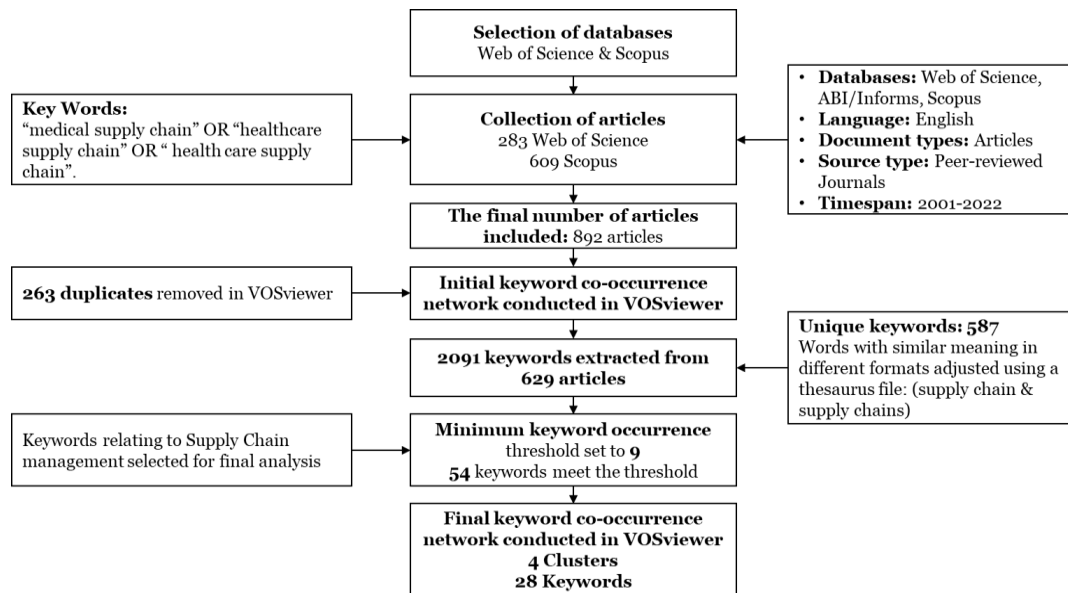 Selection of databases
Web of Science & Scopus
Key Words:
“medical supply chain” OR “healthcare
supply chain” OR “ health care supply
chain”.
Collection of articles
283 Web of Science
609 Scopus
• Databases: Web of Science,
ABI/Informs, Scopus
• Language: English
• Document types: Articles
• Source type: Peer-reviewed
Journals
• Timespan: 2001-2022
The final number of articles
included: 892 articles
263 duplicates removed in VOSviewer
Initial keyword co-occurrence
network conducted in VOSviewer
2091 keywords extracted from
629 articles
Unique keywords: 587
Words with similar meaning in
different formats adjusted using a
thesaurus file: (supply chain &
supply chains)
Keywords relating to Supply Chain
management selected for final analysis
Minimum keyword occurrence
threshold set to 9
54 keywords meet the threshold
Final keyword co-occurrence
network conducted in VOSviewer
4 Clusters
28 Keywords